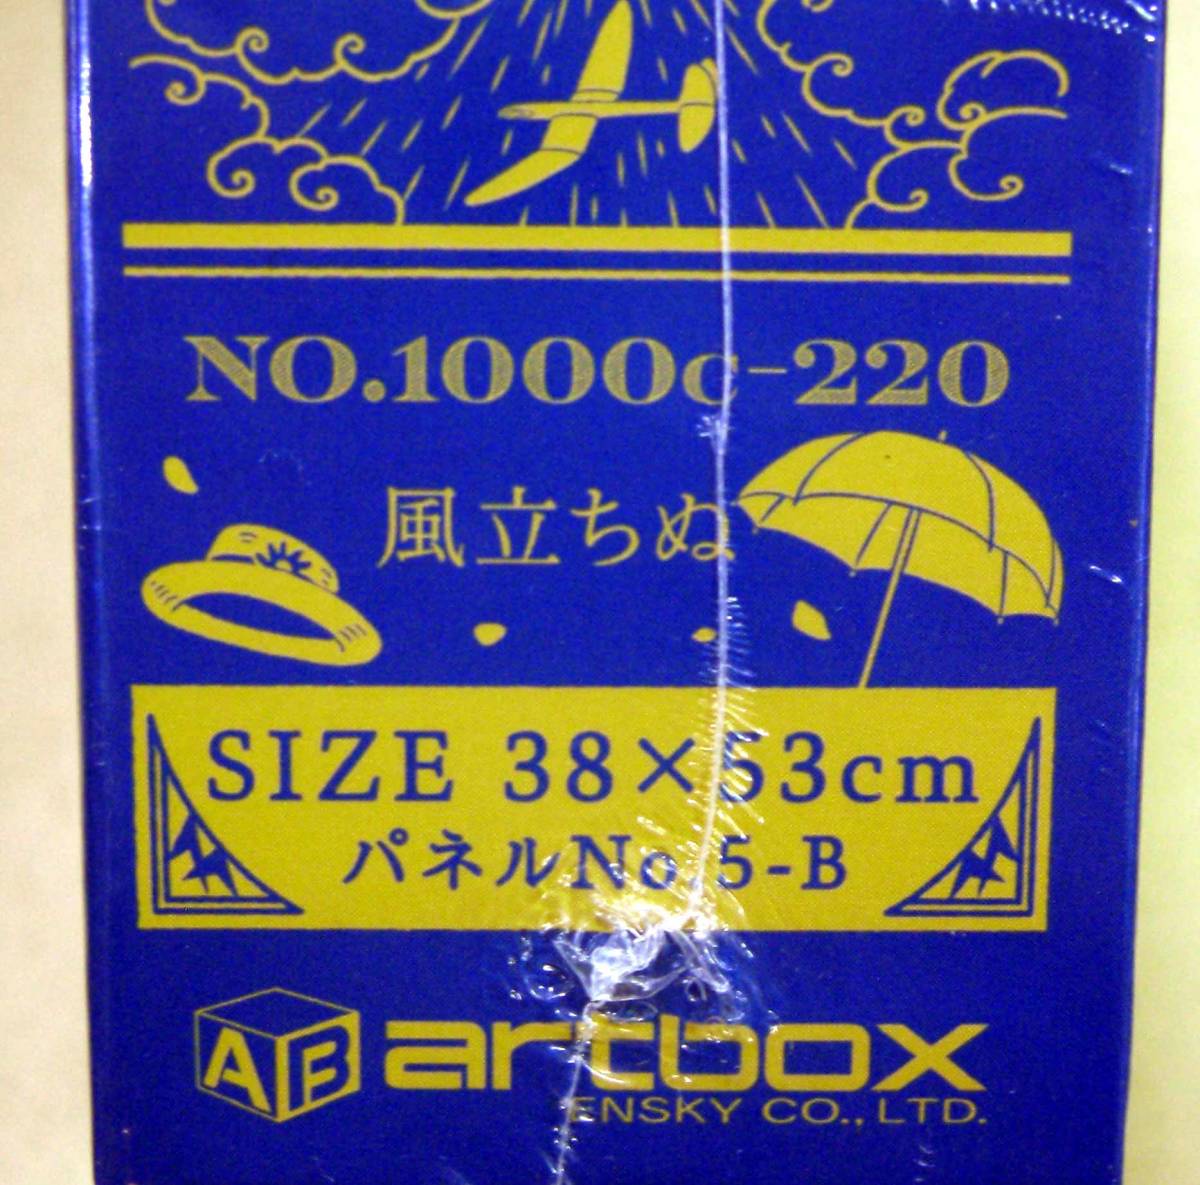 NO.1000c-220
風立ちぬ
SIZE 38×53cm
パネルNo.5-B
AB artbox
ENSKY CO., LTD.